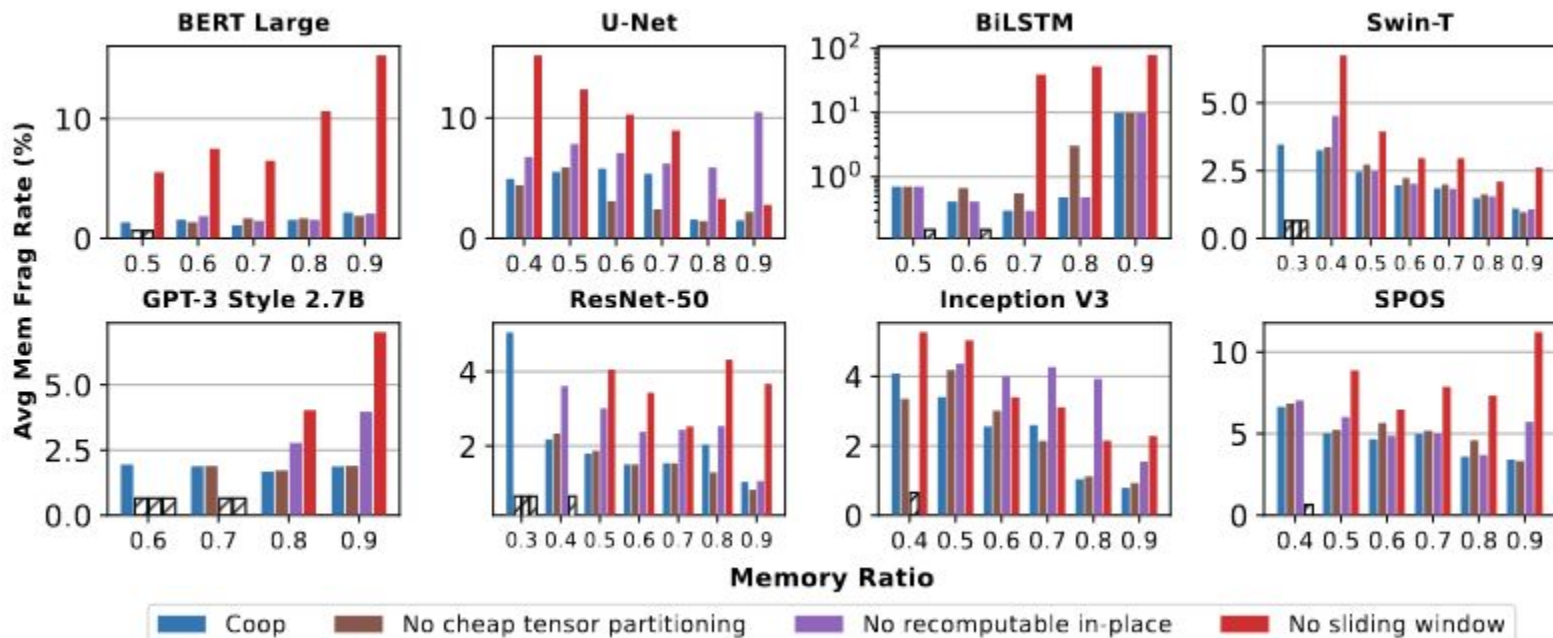 BERT Large
U-Net
BiLSTM
Swin-T
Avg Mem Frag Rate (%)
10
0
0.5 0.6 0.7 0.8 0.9
10
0
0.4 0.5 0.6 0.7 0.8 0.9
10²
10¹
10⁰
0.5 0.6 0.7 0.8 0.9
5.0
2.5
0.0
0.3 0.4 0.5 0.6 0.7 0.8 0.9
GPT-3 Style 2.7B
ResNet-50
Inception V3
SPOS
5.0
2.5
0.0
0.6 0.7 0.8 0.9
4
2
0.3 0.4 0.5 0.6 0.7 0.8 0.9
4
2
0
0.4 0.5 0.6 0.7 0.8 0.9
10
5
0
0.4 0.5 0.6 0.7 0.8 0.9
Memory Ratio
Coop No cheap tensor partitioning No recomputable in-place No sliding window